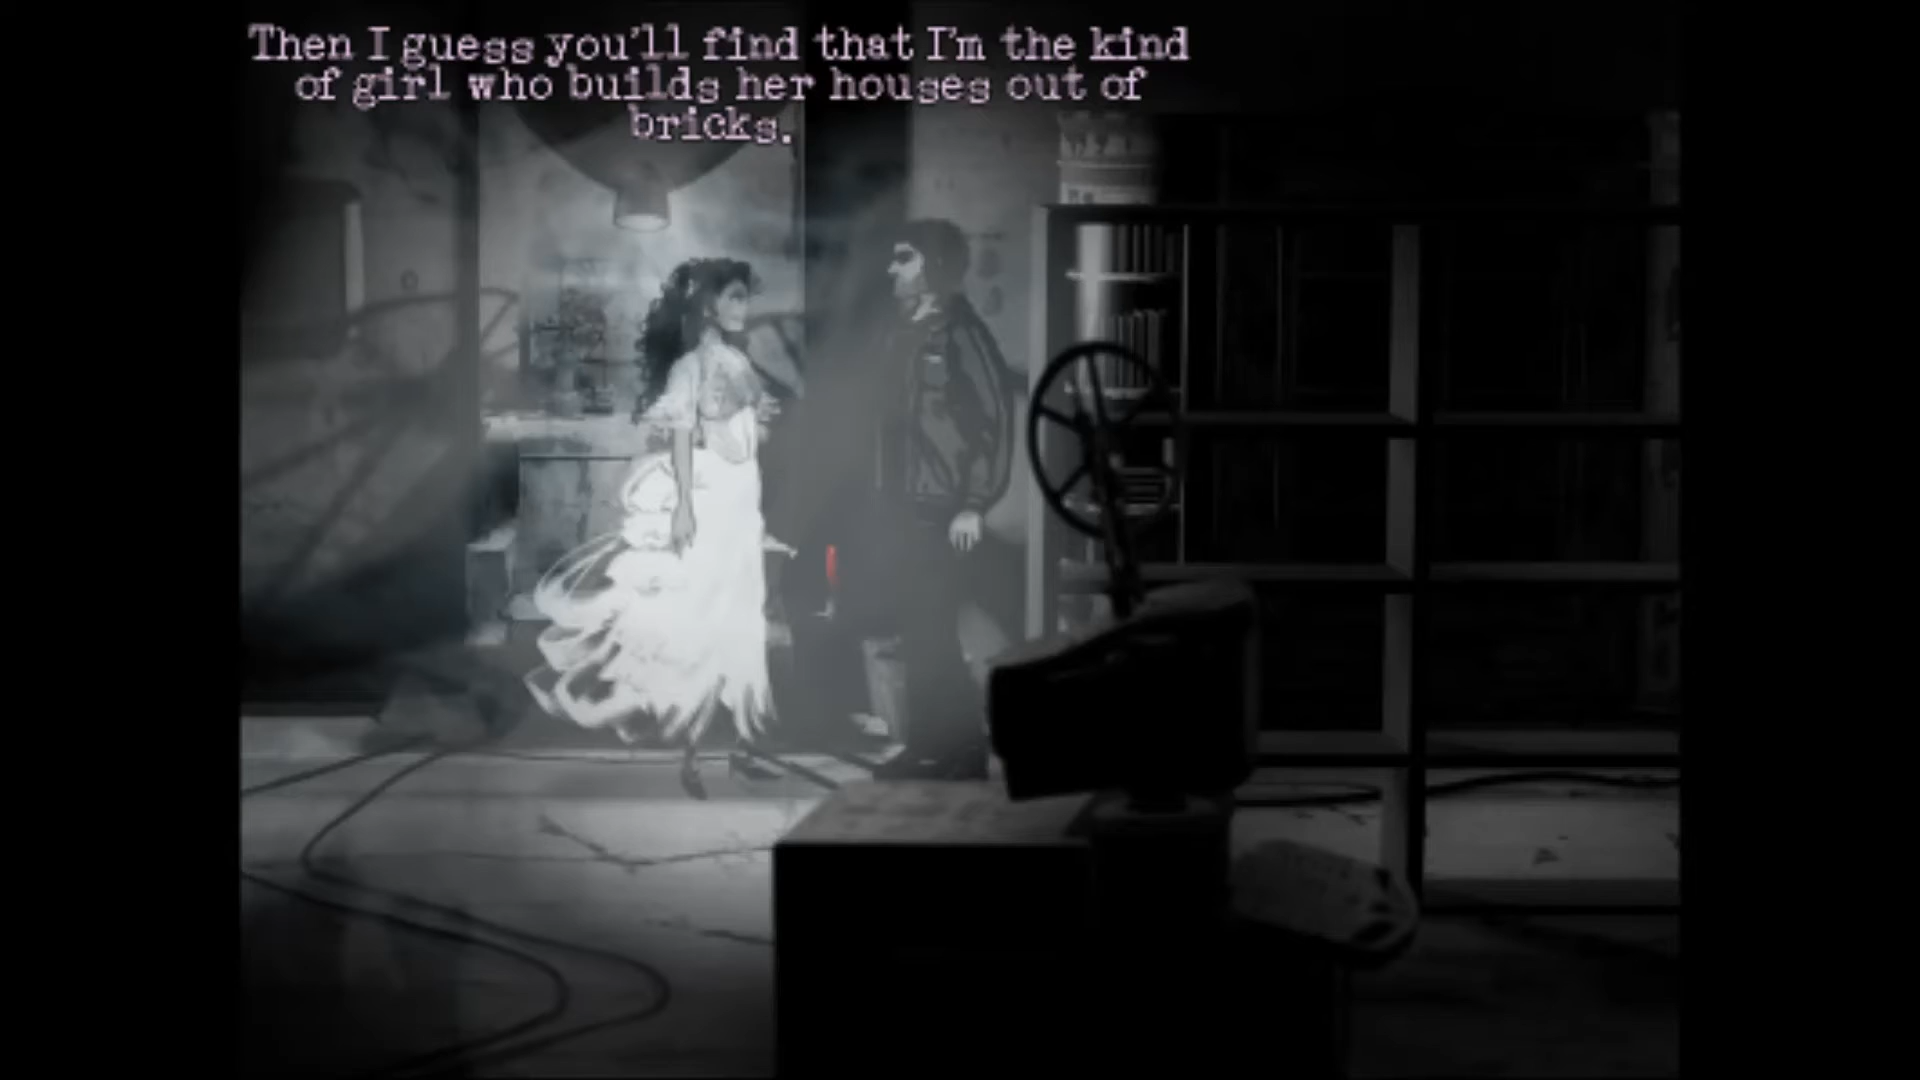 Then I guess you'll find that I'm the kind
of girl who builds her houses out of
bricks.